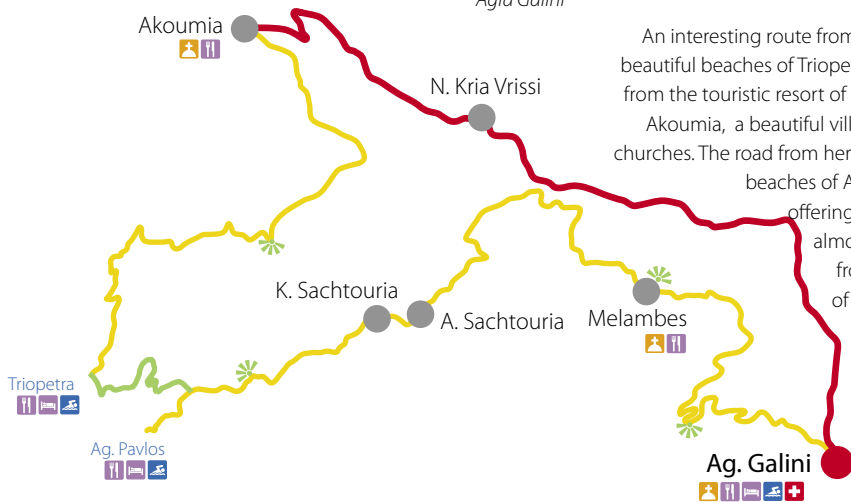 Agia Galini
An interesting route from
beautiful beaches of Triope
from the touristic resort of
Akoumia, a beautiful vill
churches. The road from her
beaches of A
offering
almo
fro
of
Akoumia
N. Kria Vrissi
K. Sachtouria
A. Sachtouria
Melambes
Triopetra
Ag. Pavlos
Ag. Galini